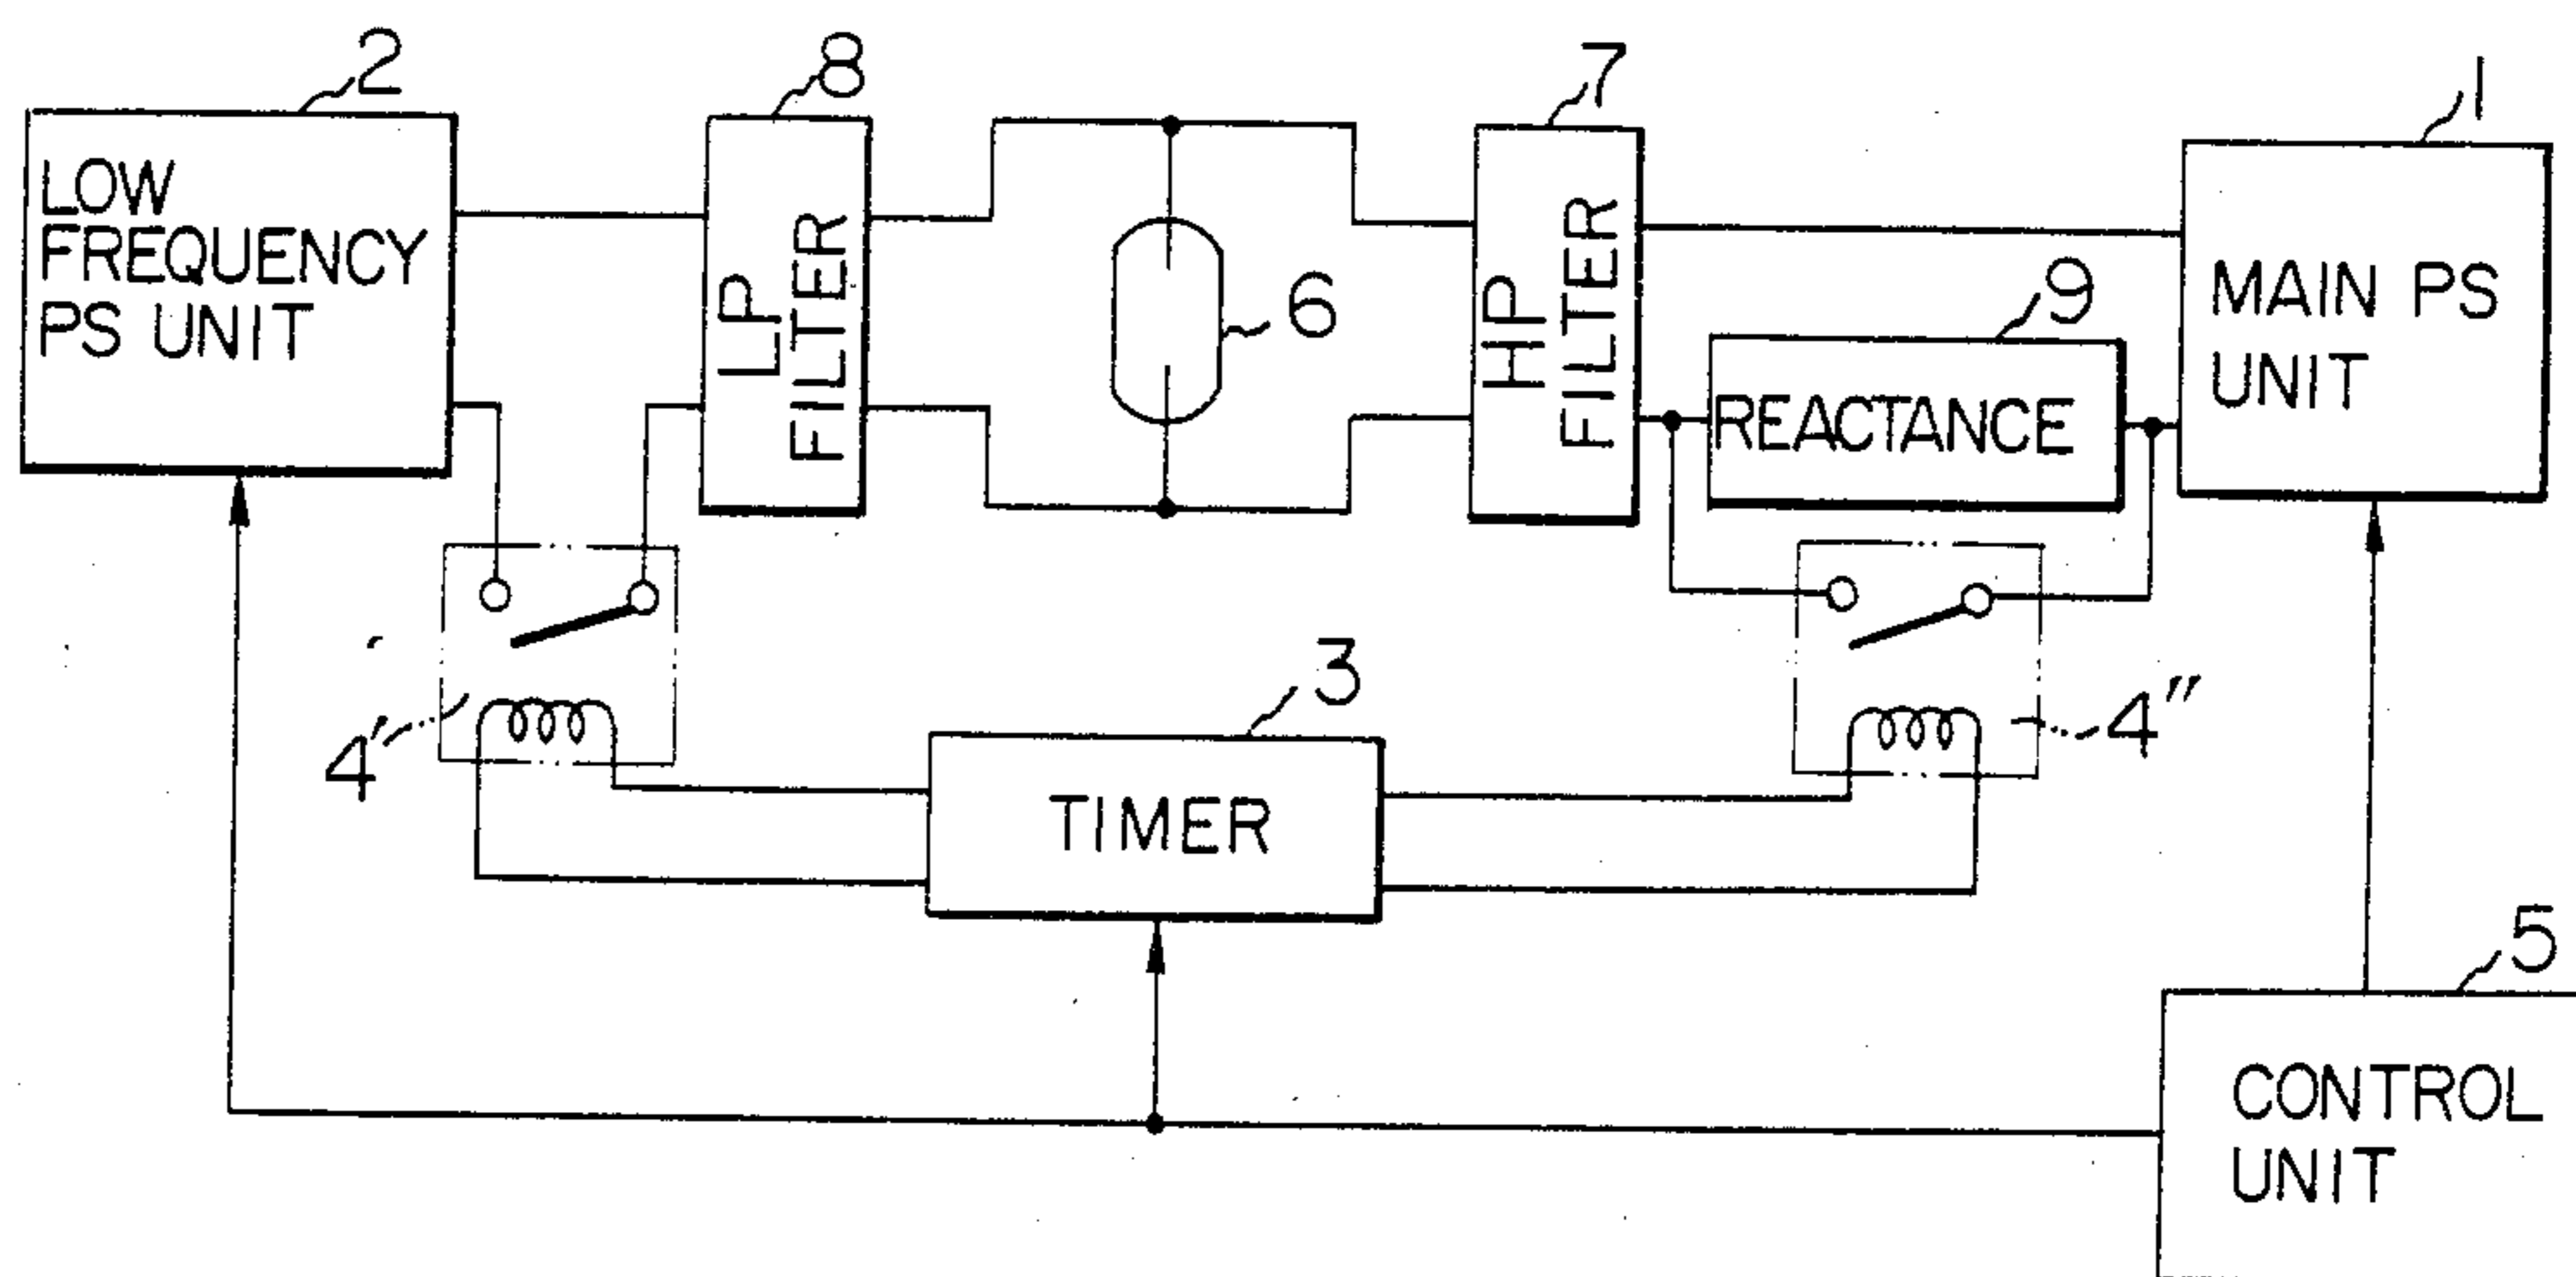 2
8
7
1
LOW
FREQUENCY
PS UNIT
LP
FILTER
6
HP
FILTER
9
REACTANCE
MAIN PS
UNIT
4'
3
4"
TIMER
5
CONTROL
UNIT